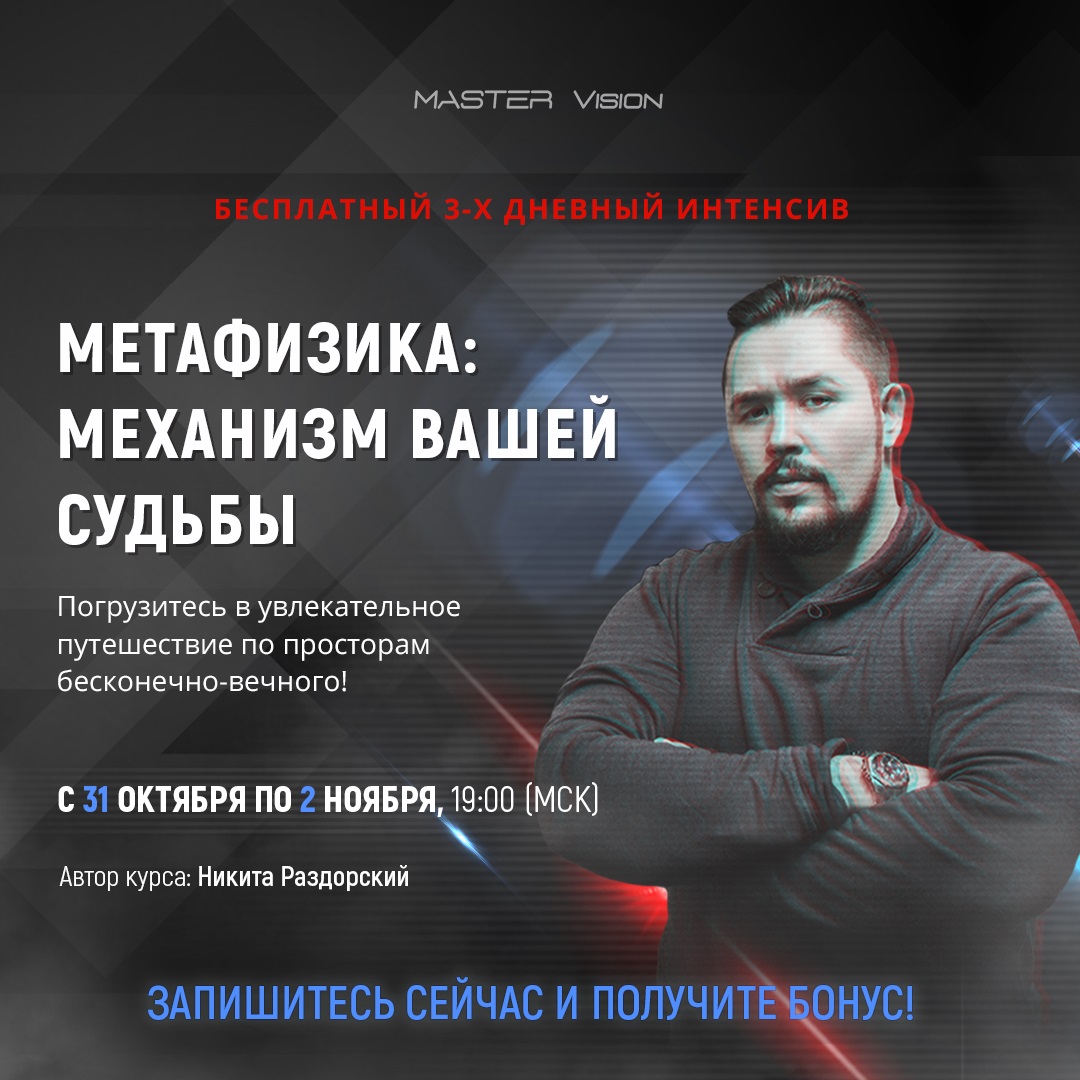 MASTER Vision
БЕСПЛАТНЫЙ 3-Х ДНЕВНЫЙ ИНТЕНСИВ
МЕТАФИЗИКА:
МЕХАНИЗМ ВАШЕЙ
СУДЬБЫ
Погрузитесь в увлекательное
путешествие по просторам
бесконечно-вечного!
С 31 ОКТЯБРЯ ПО 2 НОЯБРЯ, 19:00 (МСК)
Автор курса: Никита Раздорский
ЗАПИШИТЕСЬ СЕЙЧАС И ПОЛУЧИТЕ БОНУС!